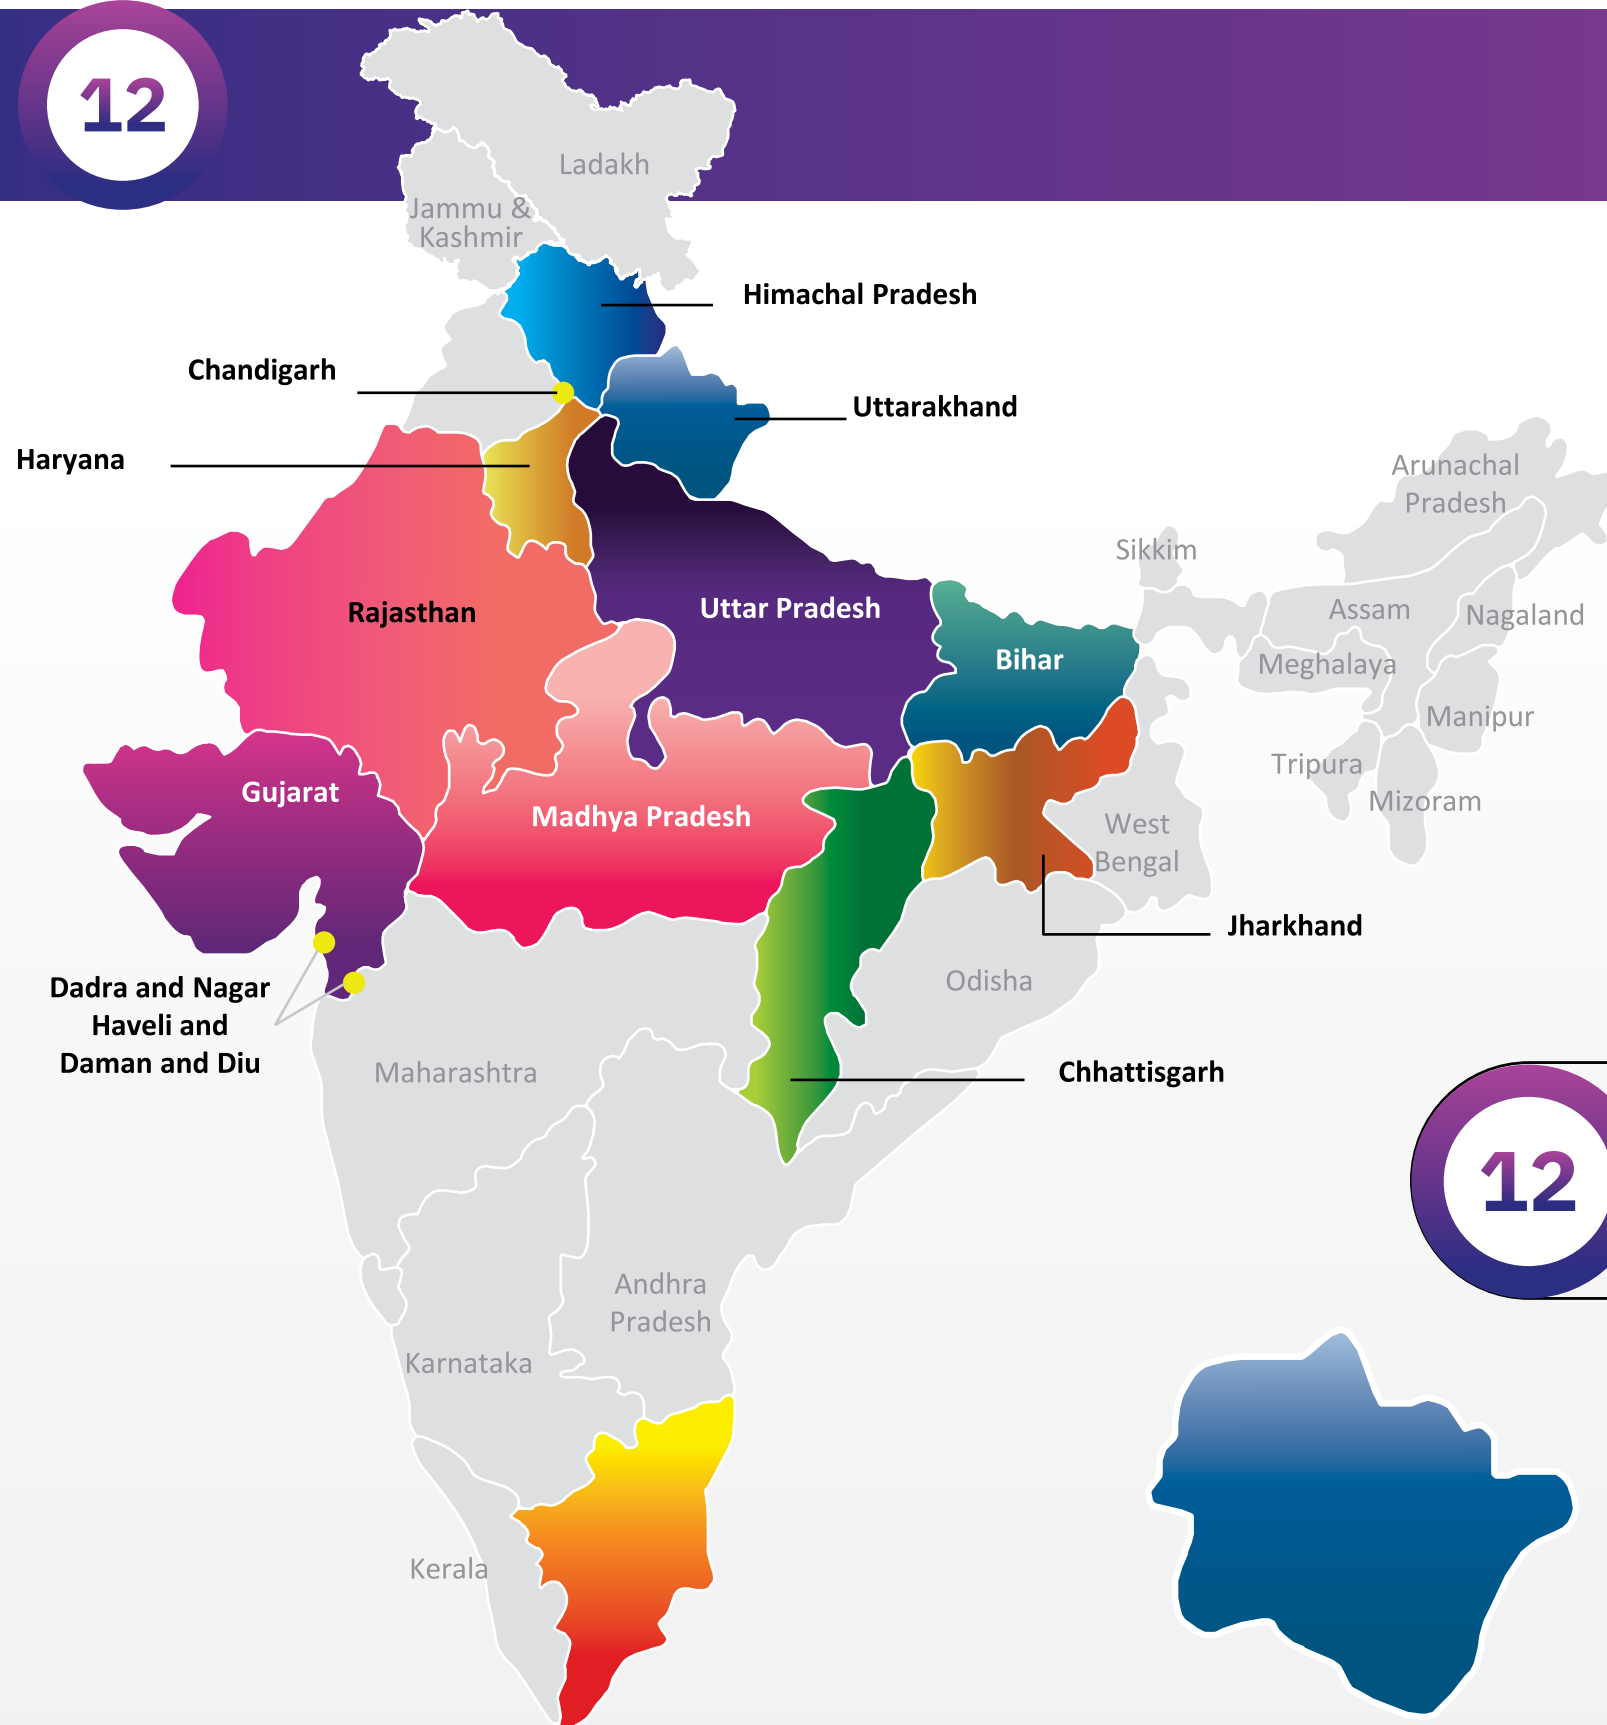 12
Ladakh
Jammu &
Kashmir
Himachal Pradesh
Chandigarh
Uttarakhand
Haryana
Arunachal
Pradesh
Sikkim
Rajasthan
Uttar Pradesh
Assam
Nagaland
Bihar
Meghalaya
Manipur
Tripura
Gujarat
Mizoram
Madhya Pradesh
West
Bengal
Jharkhand
Odisha
Dadra and Nagar
Haveli and
Daman and Diu
Maharashtra
Chhattisgarh
12
Andhra
Pradesh
Karnataka
Kerala